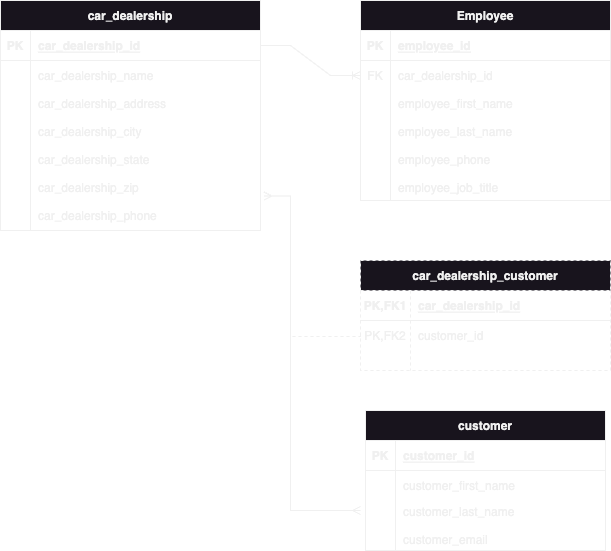 car_dealership
PK car_dealership_id
car_dealership_name
car_dealership_address
car_dealership_city
car_dealership_state
car_dealership_zip
car_dealership_phone
Employee
PK employee_id
FK car_dealership_id
employee_first_name
employee_last_name
employee_phone
employee_job_title
car_dealership_customer
PK,FK1 car_dealership_id
PK,FK2 customer_id
customer
PK customer_id
customer_first_name
customer_last_name
customer_email